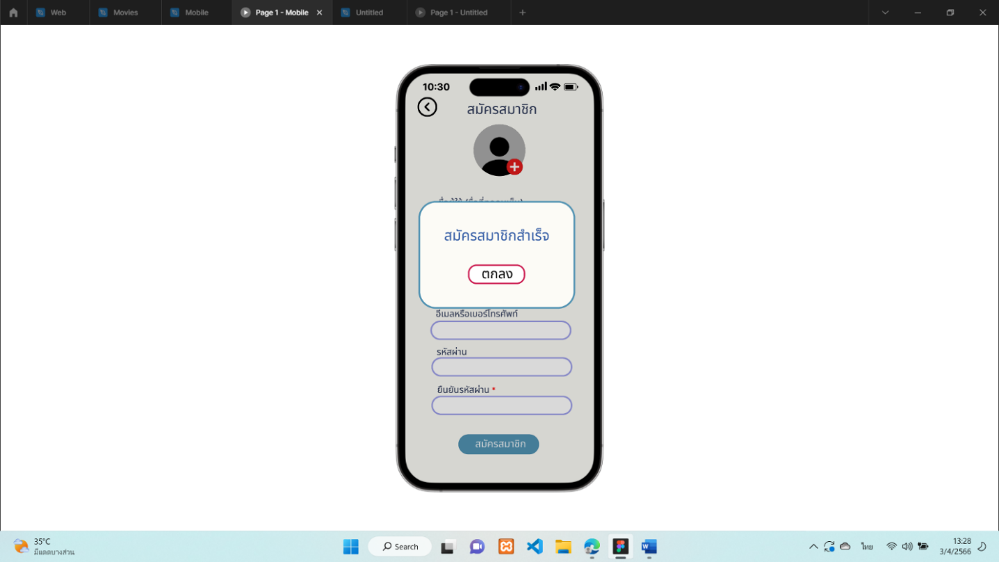 Web
Movies
Mobile
Page 1 - Mobile
Untitled
Page 1 - Untitled
10:30
สมัครสมาชิก
สมัครสมาชิกสำเร็จ
ตกลง
อีเมลหรือเบอร์โทรศัพท์
รหัสผ่าน
ยืนยันรหัสผ่าน *
สมัครสมาชิก
35°C
มีแดดบางส่วน
Search
ไทย
13:28
3/4/2566